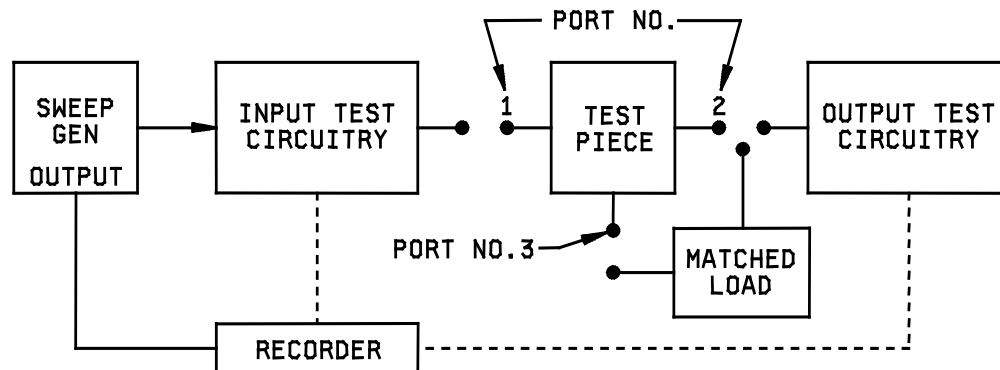 PORT NO.
1
2
SWEEP
GEN
OUTPUT
INPUT TEST
CIRCUITRY
TEST
PIECE
OUTPUT TEST
CIRCUITRY
PORT NO.3
MATCHED
LOAD
RECORDER